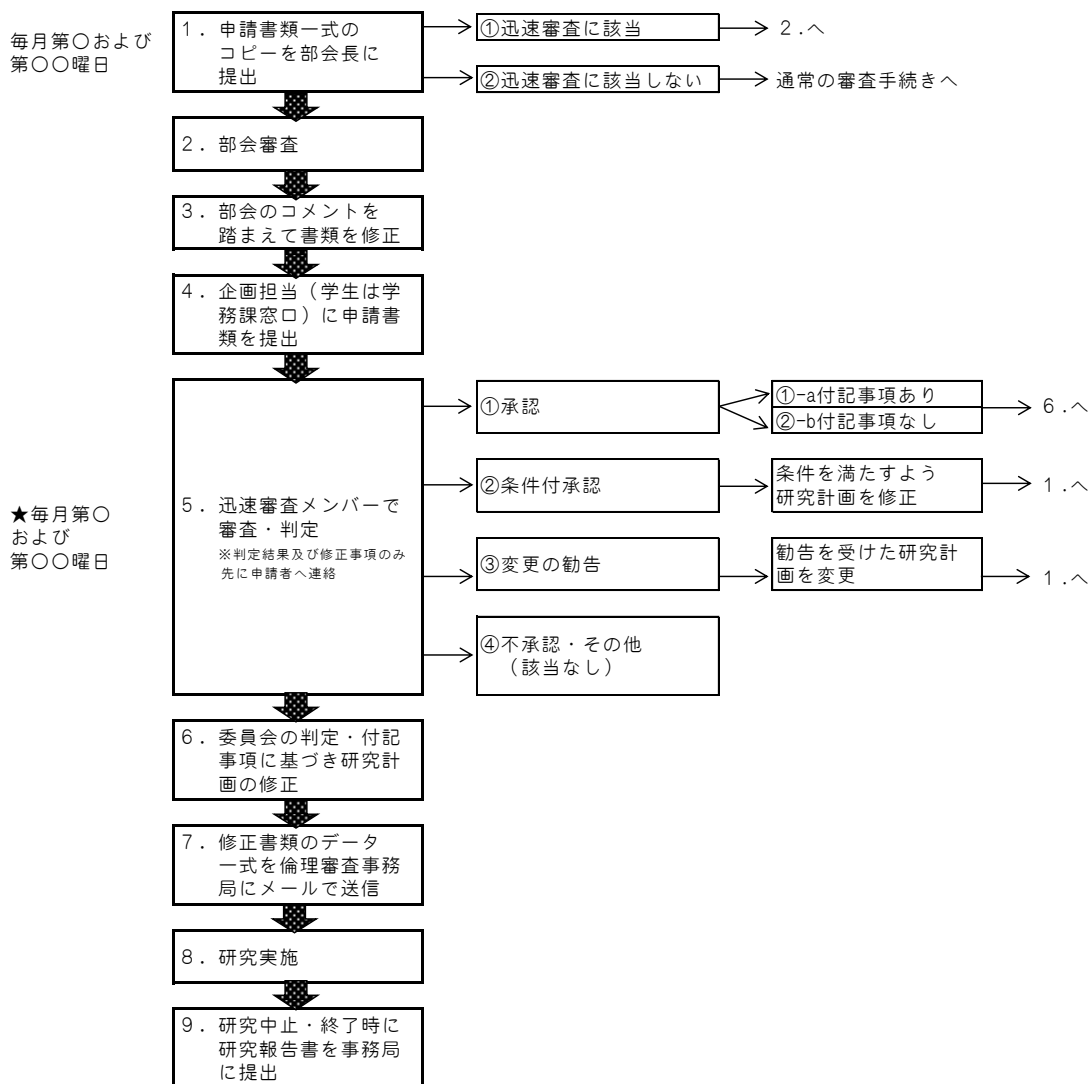 毎月第〇および
第〇〇曜日
1．申請書類一式の
コピーを部会長に
提出
①迅速審査に該当
2.へ
②迅速審査に該当しない
通常の審査手続きへ
2．部会審査
3．部会のコメントを
踏まえて書類を修正
4．企画担当（学生は学
務課窓口）に申請書
類を提出
★毎月第〇
および
第〇〇曜日
5．迅速審査メンバーで
審査・判定
※判定結果及び修正事項のみ
先に申請者へ連絡
①承認
①-a付記事項あり
②-b付記事項なし
6.へ
②条件付承認
条件を満たすよう
研究計画を修正
1.へ
③変更の勧告
勧告を受けた研究計
画を変更
1.へ
④不承認・その他
（該当なし）
6．委員会の判定・付記
事項に基づき研究計
画の修正
7．修正書類のデータ
一式を倫理審査事務
局にメールで送信
8．研究実施
9．研究中止・終了時に
研究報告書を事務局
に提出